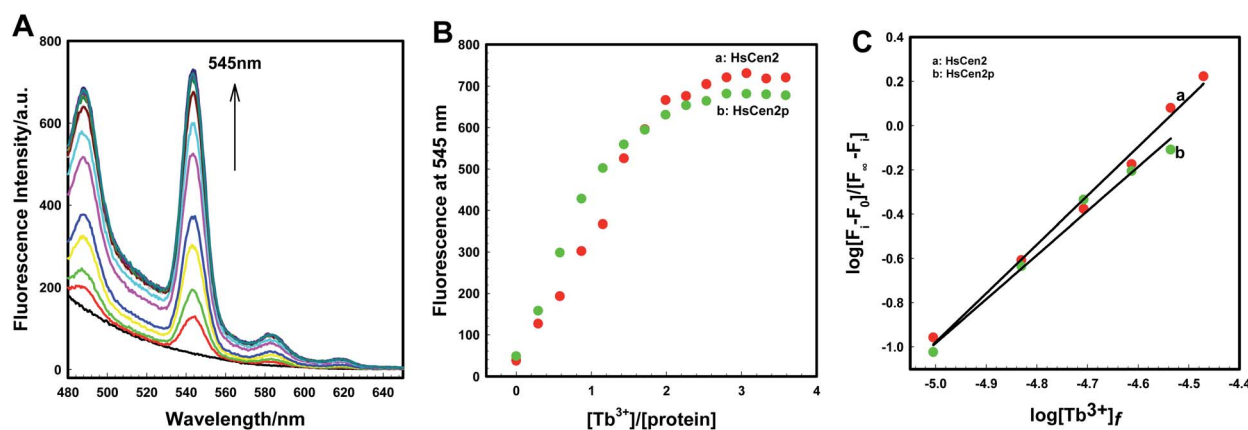 A
800
600
400
200
0
Fluorescence Intensity/a.u.
545nm
480 500 520 540 560 580 600 620 640
Wavelength/nm
B
800
700
600
500
400
300
200
100
0
Fluorescence at 545 nm
a: HsCen2
b: HsCen2p
0 1 2 3 4
[Tb³⁺]/[protein]
C
0.4
0.2
0.0
-0.2
-0.4
-0.6
-0.8
-1.0
log[Fᵢ-F₀]/[F∞-Fᵢ]
a: HsCen2
b: HsCen2p
a
b
-5.0 -4.9 -4.8 -4.7 -4.6 -4.5 -4.4
log[Tb³⁺]f